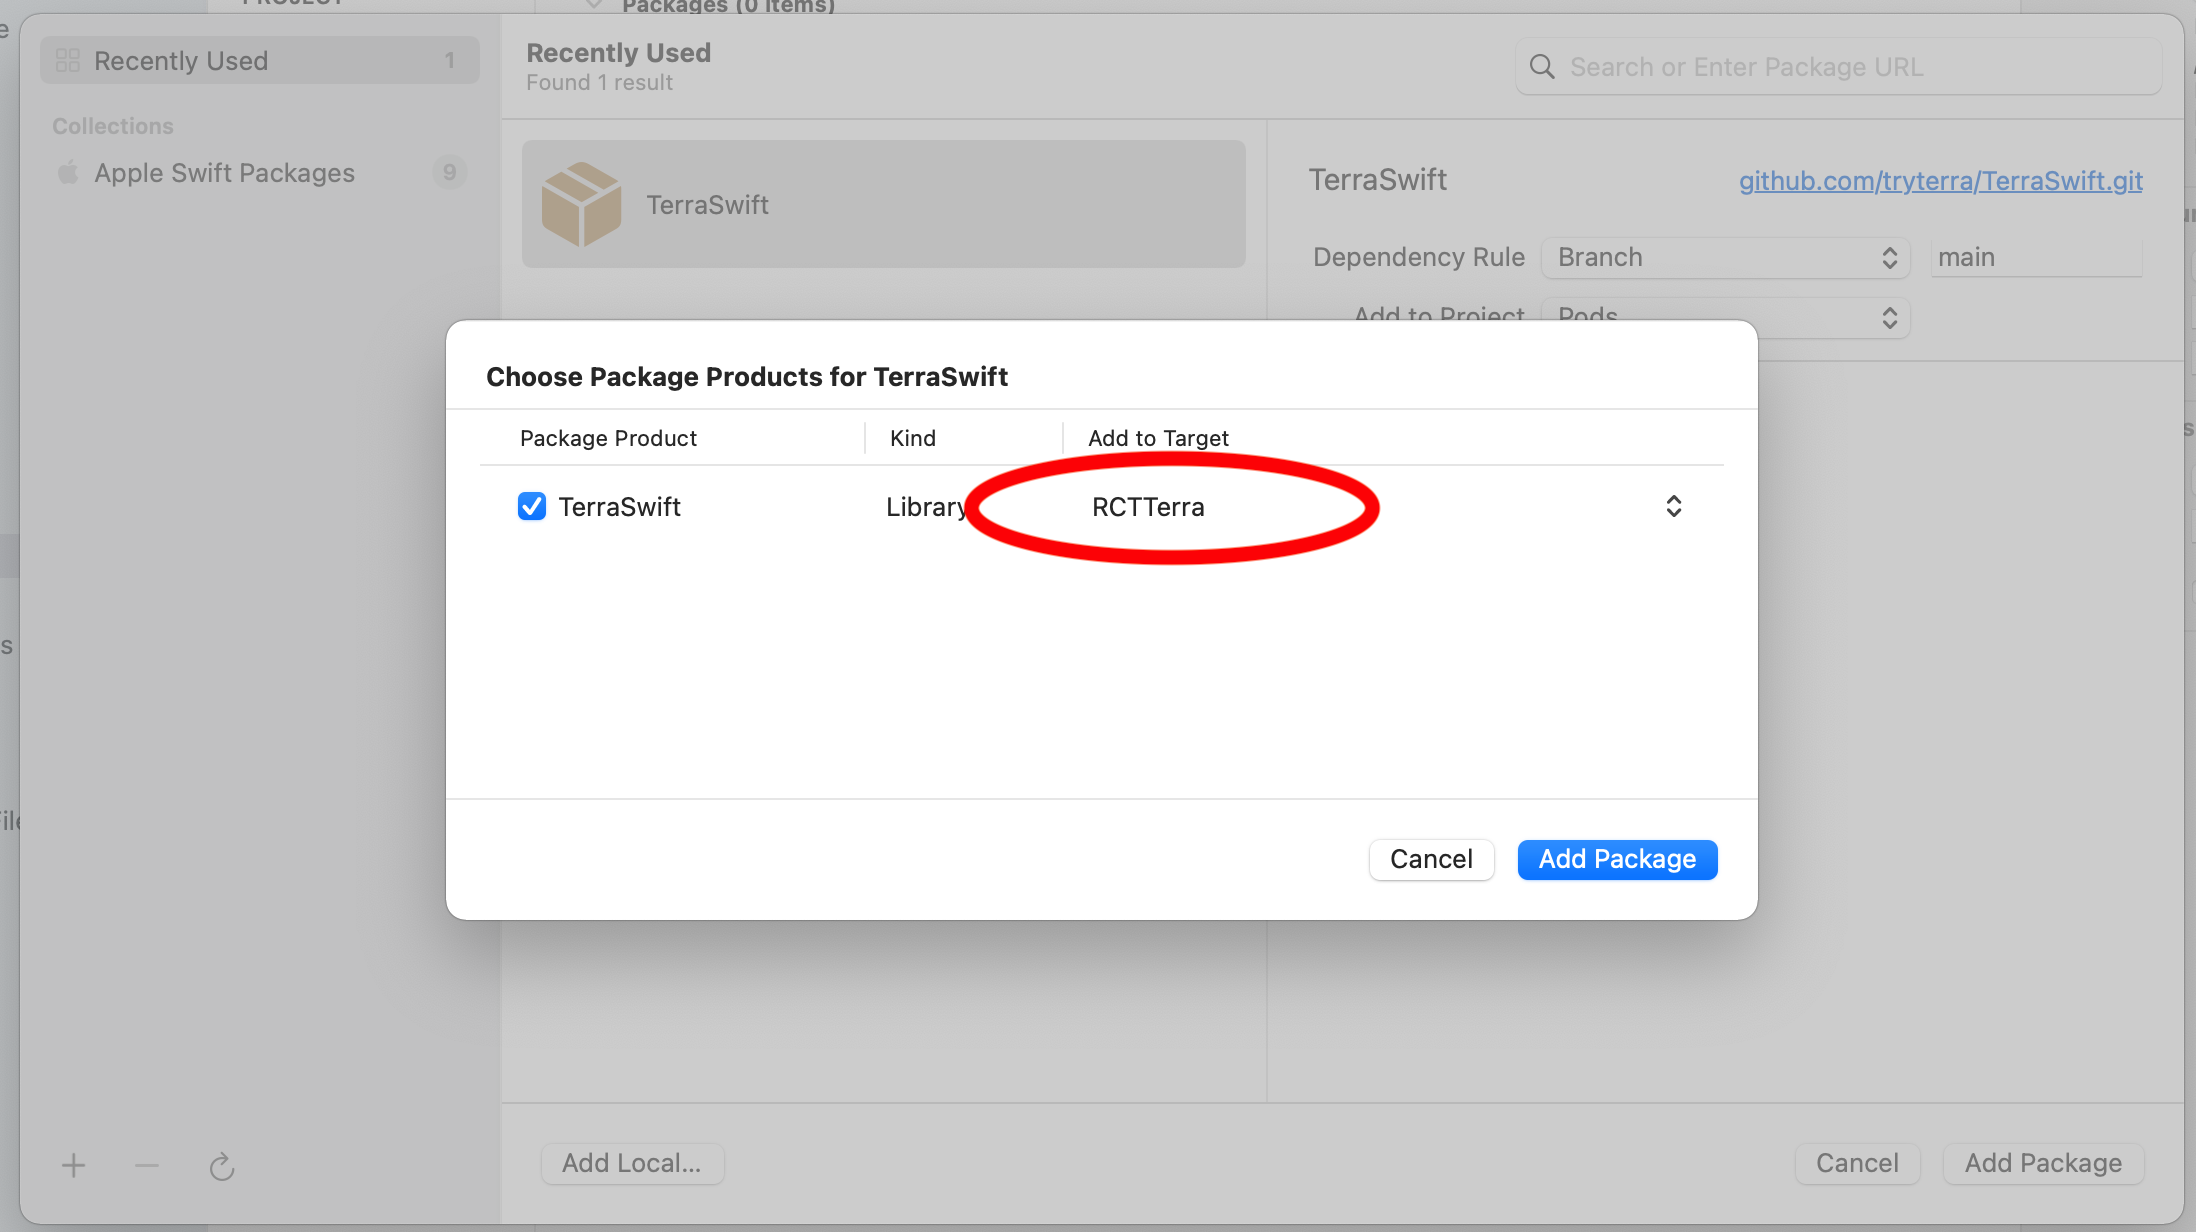 Packages (0 items)
Recently Used 1
Collections
Apple Swift Packages 9
Recently Used
Found 1 result
Search or Enter Package URL
TerraSwift
TerraSwift
github.com/tryterra/TerraSwift.git
Dependency Rule Branch main
Add to Project Pods
Choose Package Products for TerraSwift
Package Product Kind Add to Target
TerraSwift Library RCTTerra
Cancel Add Package
Add Local...
Cancel Add Package